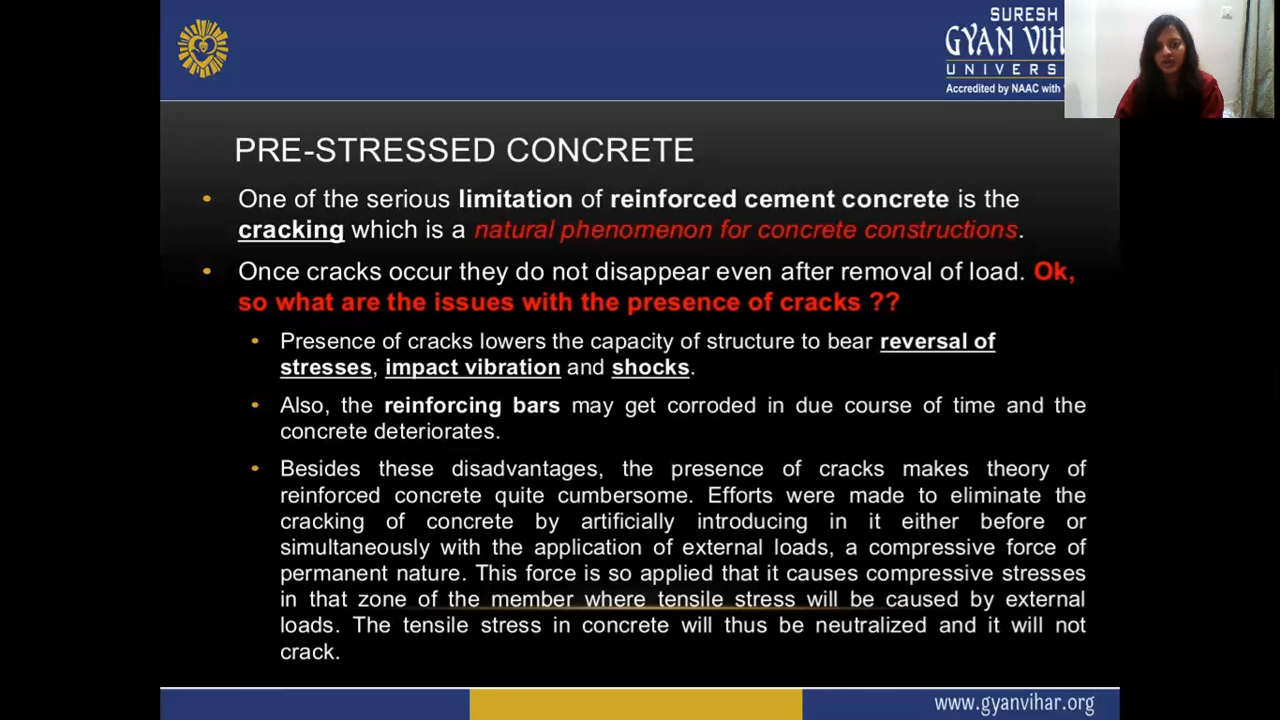 SURESH
GYAN VIH
UNIVERS
Accredited by NAAC with
PRE-STRESSED CONCRETE
• One of the serious limitation of reinforced cement concrete is the
cracking which is a natural phenomenon for concrete constructions.
• Once cracks occur they do not disappear even after removal of load. Ok,
so what are the issues with the presence of cracks ??
• Presence of cracks lowers the capacity of structure to bear reversal of
stresses, impact vibration and shocks.
• Also, the reinforcing bars may get corroded in due course of time and the
concrete deteriorates.
• Besides these disadvantages, the presence of cracks makes theory of
reinforced concrete quite cumbersome. Efforts were made to eliminate the
cracking of concrete by artificially introducing in it either before or
simultaneously with the application of external loads, a compressive force of
permanent nature. This force is so applied that it causes compressive stresses
in that zone of the member where tensile stress will be caused by external
loads. The tensile stress in concrete will thus be neutralized and it will not
crack.
www.gyanvihar.org